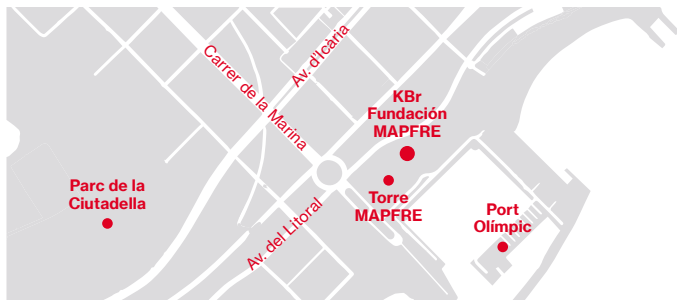 Carrer de la Marina
Av. d'Icària
KBr
Fundación
MAPFRE
Parc de la
Ciutadella
Torre
MAPFRE
Av. del Litoral
Port
Olímpic